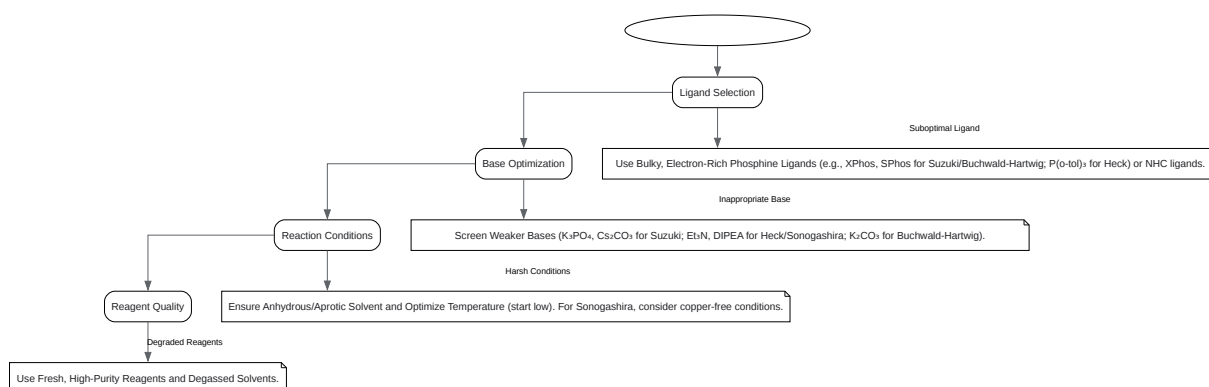 Ligand Selection
Suboptimal Ligand
Use Bulky, Electron-Rich Phosphine Ligands (e.g., XPhos, SPhos for Suzuki/Buchwald-Hartwig; P(o-tol)₃ for Heck) or NHC ligands.
Base Optimization
Inappropriate Base
Screen Weaker Bases (K₃PO₄, Cs₂CO₃ for Suzuki; Et₃N, DIPEA for Heck/Sonogashira; K₂CO₃ for Buchwald-Hartwig).
Reaction Conditions
Harsh Conditions
Ensure Anhydrous/Aprotic Solvent and Optimize Temperature (start low). For Sonogashira, consider copper-free conditions.
Reagent Quality
Degraded Reagents
Use Fresh, High-Purity Reagents and Degassed Solvents.